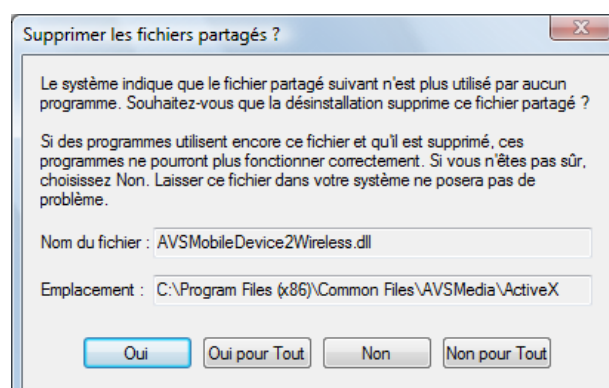 Supprimer les fichiers partagés ?
Le système indique que le fichier partagé suivant n'est plus utilisé par aucun
programme. Souhaitez-vous que la désinstallation supprime ce fichier partagé ?
Si des programmes utilisent encore ce fichier et qu'il est supprimé, ces
programmes ne pourront plus fonctionner correctement. Si vous n'êtes pas sûr,
choisissez Non. Laisser ce fichier dans votre système ne posera pas de
problème.
Nom du fichier : AVSMobileDevice2Wireless.dll
Emplacement : C:\Program Files (x86)\Common Files\AVSMedia\ActiveX
Oui Oui pour Tout Non Non pour Tout